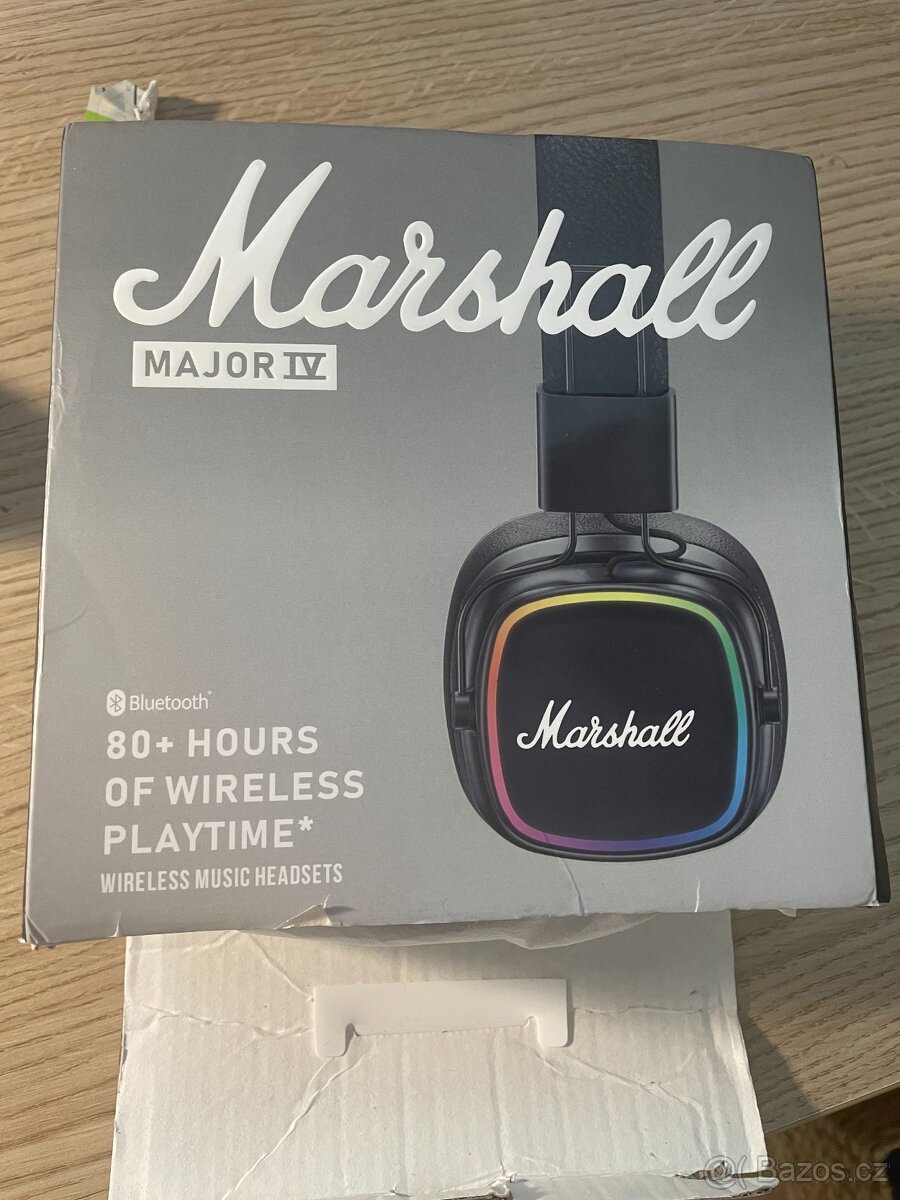 Marshall
MAJOR IV
Bluetooth®
80+ HOURS
OF WIRELESS
PLAYTIME*
WIRELESS MUSIC HEADSETS
Marshall
Bazos.cz